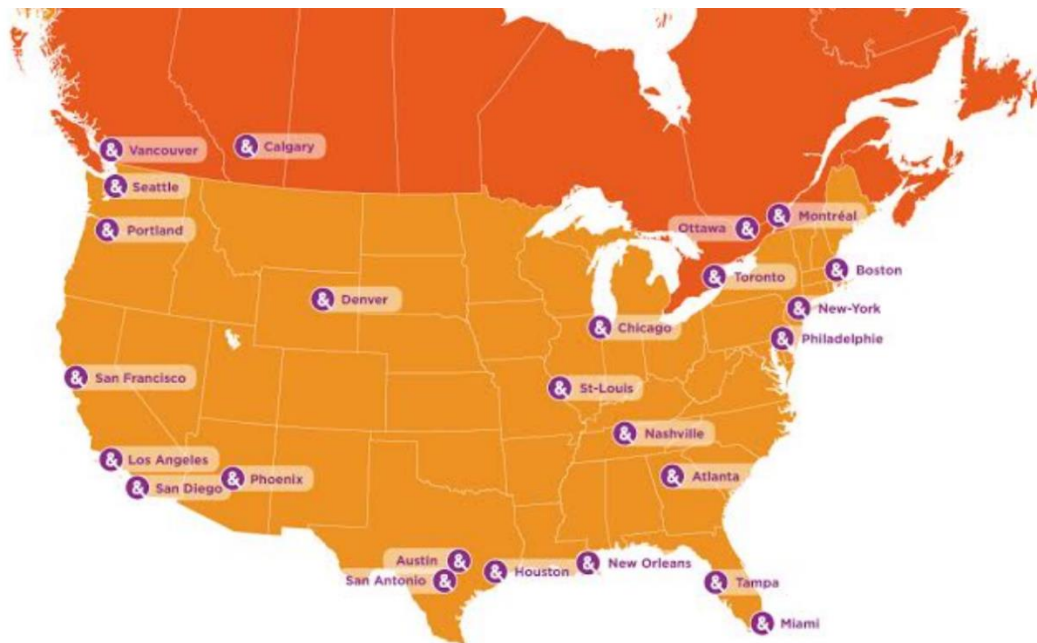 & Vancouver
& Calgary
& Seattle
& Portland
Ottawa &
& Montréal
& Toronto
& Boston
& Denver
& New-York
& Chicago
& Philadelphie
& San Francisco
& St-Louis
& Nashville
& Los Angeles
& San Diego
& Phoenix
& Atlanta
Austin &
San Antonio &
& Houston
& New Orleans
& Tampa
& Miami